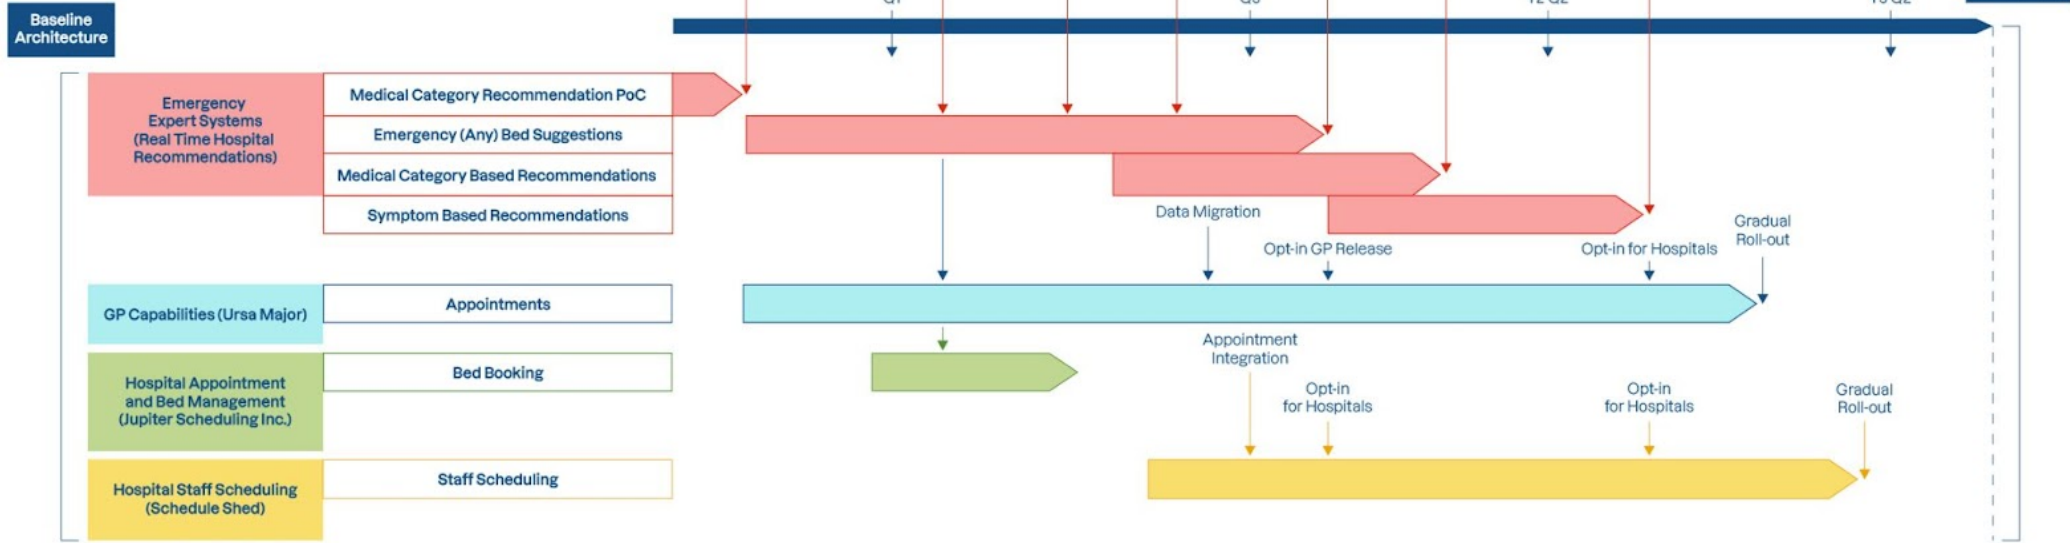 Baseline
Architecture
Emergency
Expert Systems
(Real Time Hospital
Recommendations)
Medical Category Recommendation PoC
Emergency (Any) Bed Suggestions
Medical Category Based Recommendations
Symptom Based Recommendations
Data Migration
Opt-in GP Release
Opt-in for Hospitals
Gradual
Roll-out
GP Capabilities (Ursa Major)
Appointments
Appointment
Integration
Hospital Appointment
and Bed Management
(Jupiter Scheduling Inc.)
Bed Booking
Opt-in
for Hospitals
Opt-in
for Hospitals
Gradual
Roll-out
Hospital Staff Scheduling
(Schedule Shed)
Staff Scheduling